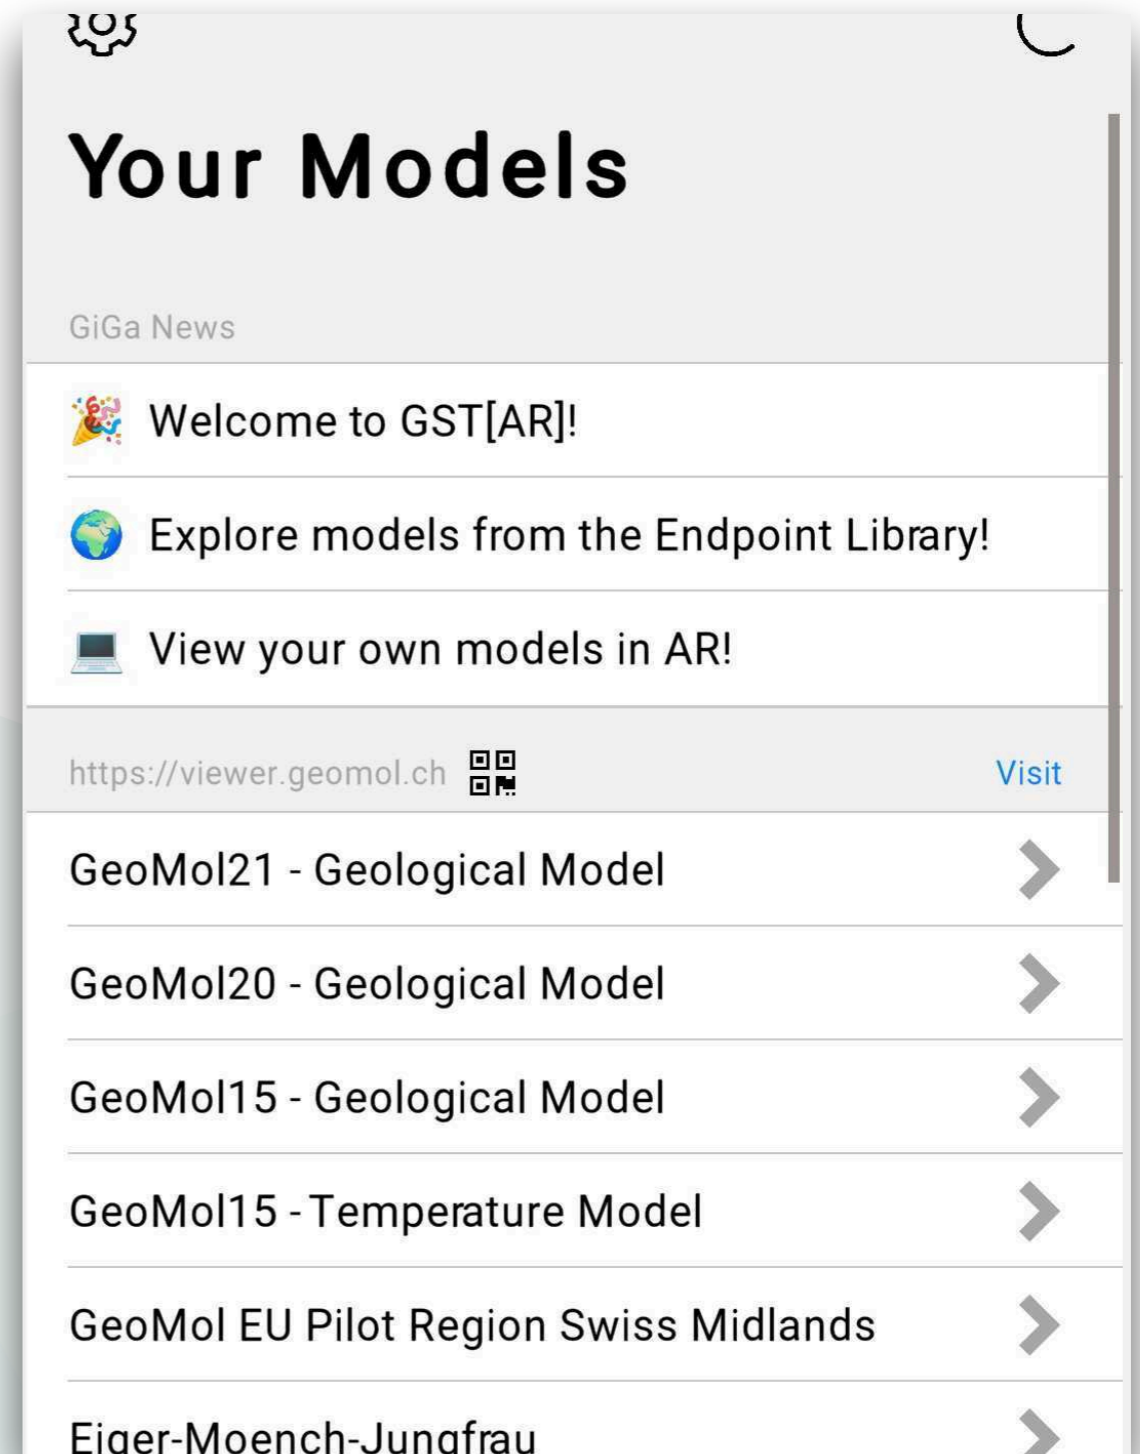 Your Models
GiGa News
Welcome to GST[AR]!
Explore models from the Endpoint Library!
View your own models in AR!
https://viewer.geomol.ch
Visit
GeoMol21 - Geological Model
GeoMol20 - Geological Model
GeoMol15 - Geological Model
GeoMol15 - Temperature Model
GeoMol EU Pilot Region Swiss Midlands
Eiger-Moench-Jungfrau